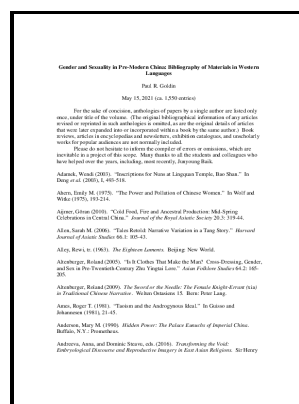 Gender and Sexuality in Pre-Modern China: Bibliography of Materials in Western
Languages
Paul R. Goldin
May 15, 2021 (ca. 1,550 entries)
For the sake of concision, anthologies of papers by a single author are listed only
once, under title of the volume. (The original bibliographical information of any articles
revised or reprinted in such anthologies is omitted, as are the original details of articles
that were later expanded into or incorporated within a book by the same author.) Book
reviews, articles in encyclopedias and newsletters, exhibition catalogues, and nonscholarly
works for popular audiences are not normally included.
Please do not hesitate to inform the compiler of errors or omissions, which are
inevitable in a project of this scope. Many thanks to all the students and colleagues who
have helped over the years, including, most recently,
Adamek, Wendi (2003). "Inscriptions for Nuns at Lingquan Temple, Bao Shan." In
Deng et al. (2003), I, 493-518.
Ahern, Emily M. (1975). "The Power and Pollution of Chinese Women." In Wolf and
Witke (1975), 193-214.
Aijmer, Göran (2010). "Cold Food, Fire and Ancestral Production: Mid-Spring
Celebrations in Central China." Journal of the Royal Asiatic Society 20.3: 319-44.
Allen, Sarah M. (2006). "Tales Retold: Narrative Variation in a Tang Story." Harvard
Journal of Asiatic Studies 66.1: 105-43.
Alley, Rewi, tr. (1963). The Eighteen Laments. Beijing: New World.
Altenburger, Roland (2005). "Is It Clothes That Make the Man? Cross-Dressing, Gender,
and Sex in Pre-Twentieth-Century Zhu Yingtai Lore." Asian Folklore Studies 64.2: 165-
205.
Altenburger, Roland (2009). The Sword or the Needle: The Female Knight-Errant (xia)
in Traditional Chinese Narrative. Welten Ostasiens 15. Bern: Peter Lang.
Ames, Roger T. (1981). "Taoism and the Androgynous Ideal." In Guisso and
Johannesen (1981), 21-45.
Anderson, Mary M. (1990). Hidden Power: The Palace Eunuchs of Imperial China.
Buffalo, N.Y.: Prometheus.
Andreeva, Anna, and Dominic Steavu, eds. (2016). Transforming the Void:
Embryological Discourse and Reproductive Imagery in East Asian Religions. Sir Henry